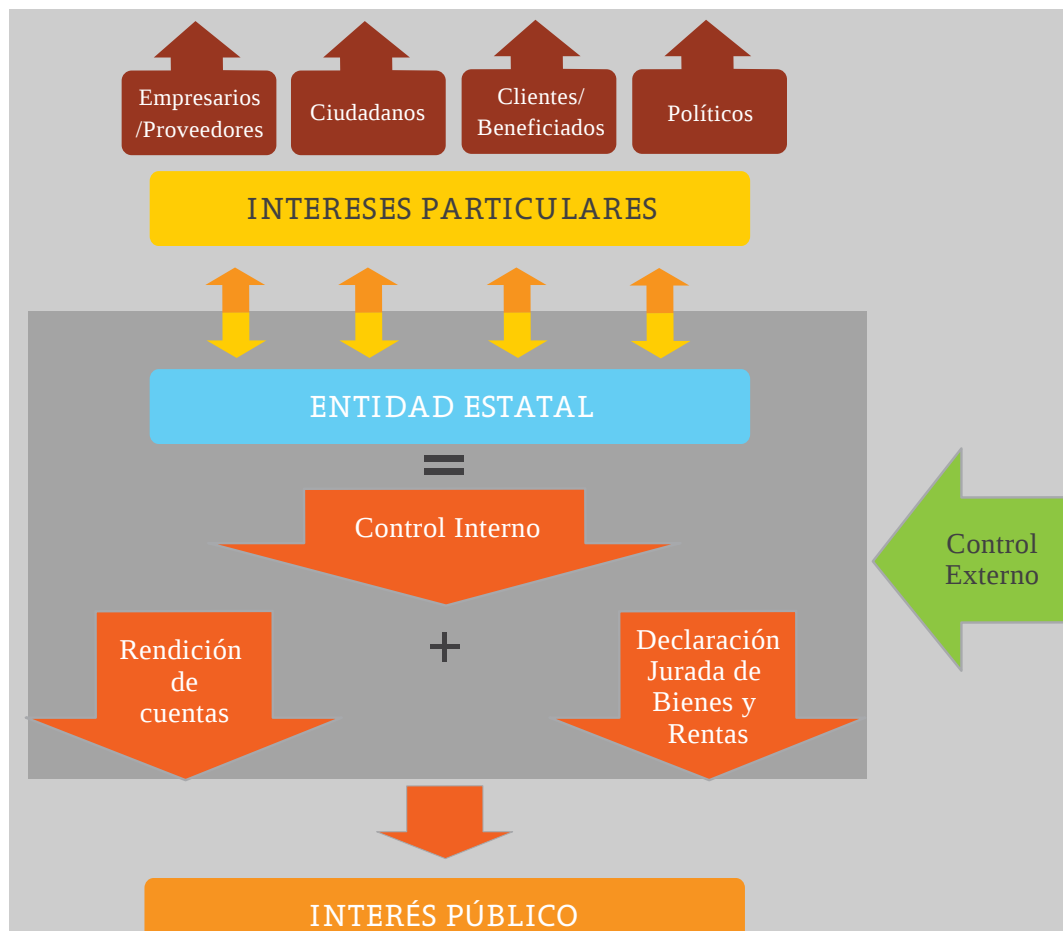 Empresarios
/Proveedores
Ciudadanos
Clientes/
Beneficiados
Políticos
INTERESES PARTICULARES
ENTIDAD ESTATAL
=
Control Interno
Control
Externo
+
Rendición
de
cuentas
Declaración
Jurada de
Bienes y
Rentas
INTERÉS PÚBLICO